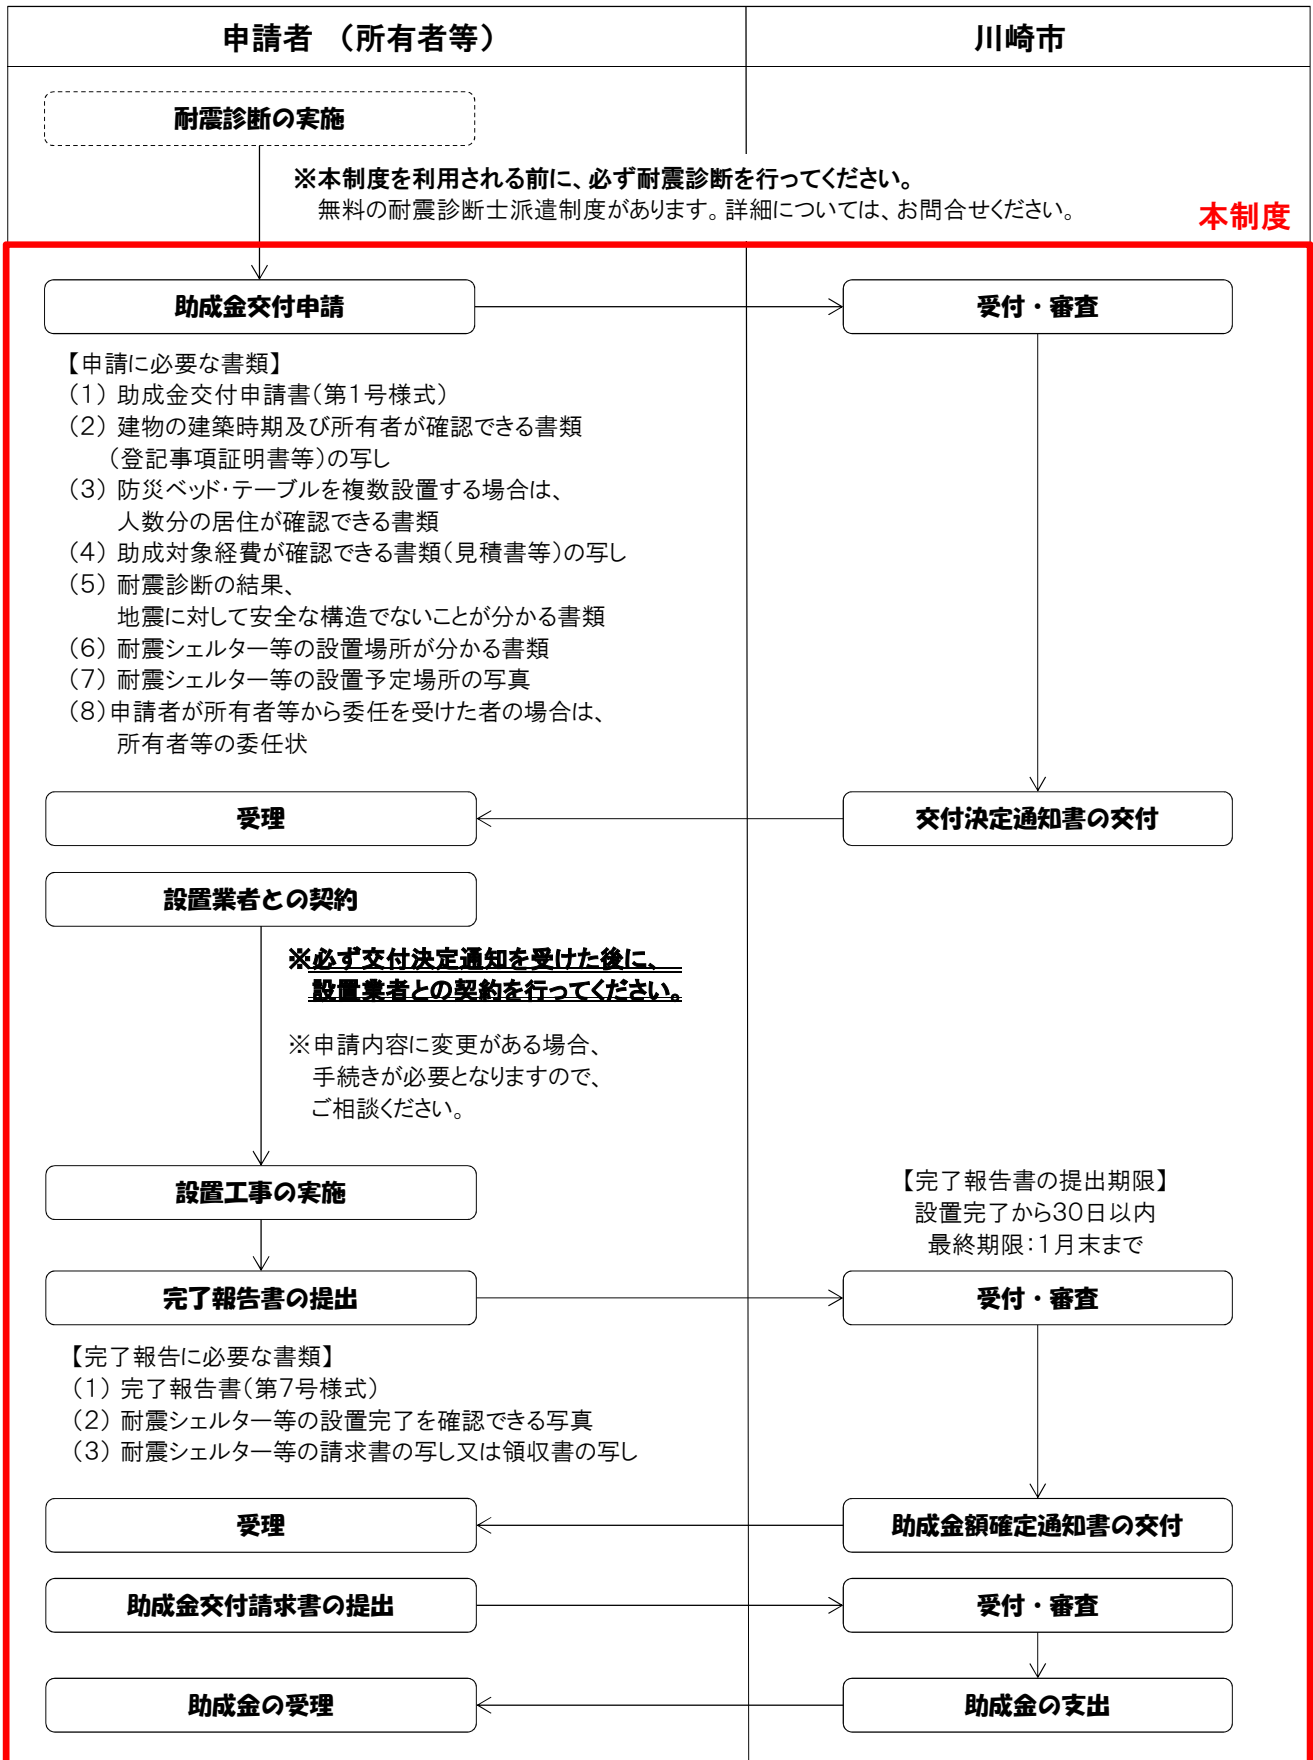 申請者 （所有者等）
川崎市
耐震診断の実施
※本制度を利用される前に、必ず耐震診断を行ってください。
無料の耐震診断士派遣制度があります。詳細については、お問合せください。
本制度
助成金交付申請
受付・審査
【申請に必要な書類】
（1） 助成金交付申請書（第1号様式）
（2） 建物の建築時期及び所有者が確認できる書類
（登記事項証明書等）の写し
（3） 防災ベッド・テーブルを複数設置する場合は、
人数分の居住が確認できる書類
（4） 助成対象経費が確認できる書類（見積書等）の写し
（5） 耐震診断の結果、
地震に対して安全な構造でないことが分かる書類
（6） 耐震シェルター等の設置場所が分かる書類
（7） 耐震シェルター等の設置予定場所の写真
（8）申請者が所有者等から委任を受けた者の場合は、
所有者等の委任状
受理
交付決定通知書の交付
設置業者との契約
※必ず交付決定通知を受けた後に、
設置業者との契約を行ってください。
※申請内容に変更がある場合、
手続きが必要となりますので、
ご相談ください。
設置工事の実施
【完了報告書の提出期限】
設置完了から30日以内
最終期限：1月末まで
完了報告書の提出
受付・審査
【完了報告に必要な書類】
（1） 完了報告書（第7号様式）
（2） 耐震シェルター等の設置完了を確認できる写真
（3） 耐震シェルター等の請求書の写し又は領収書の写し
受理
助成金額確定通知書の交付
助成金交付請求書の提出
受付・審査
助成金の受理
助成金の支出